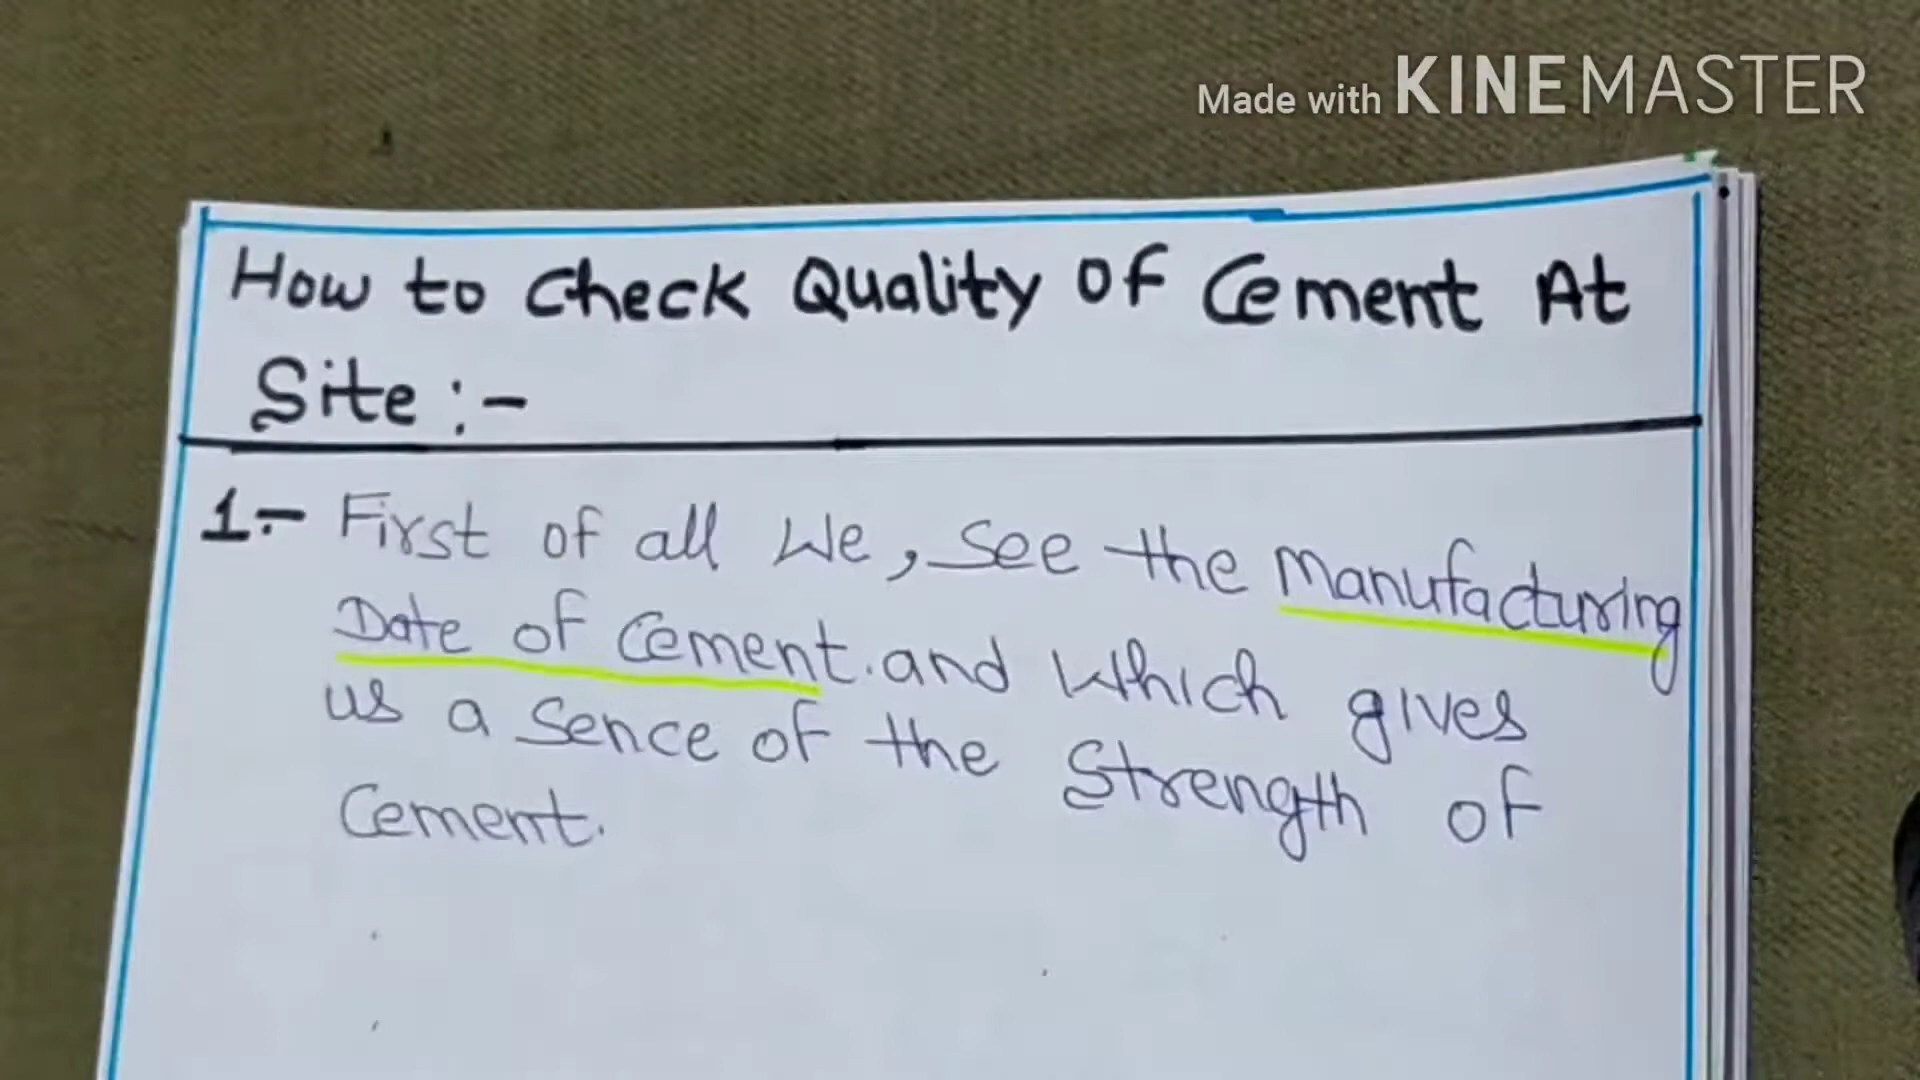 Made with KINEMASTER
How to Check Quality Of Cement At
Site :-
1:- First of all We, See the Manufacturing
Date of Cement. and Which gives
us a Sence of the Strength of
Cement.